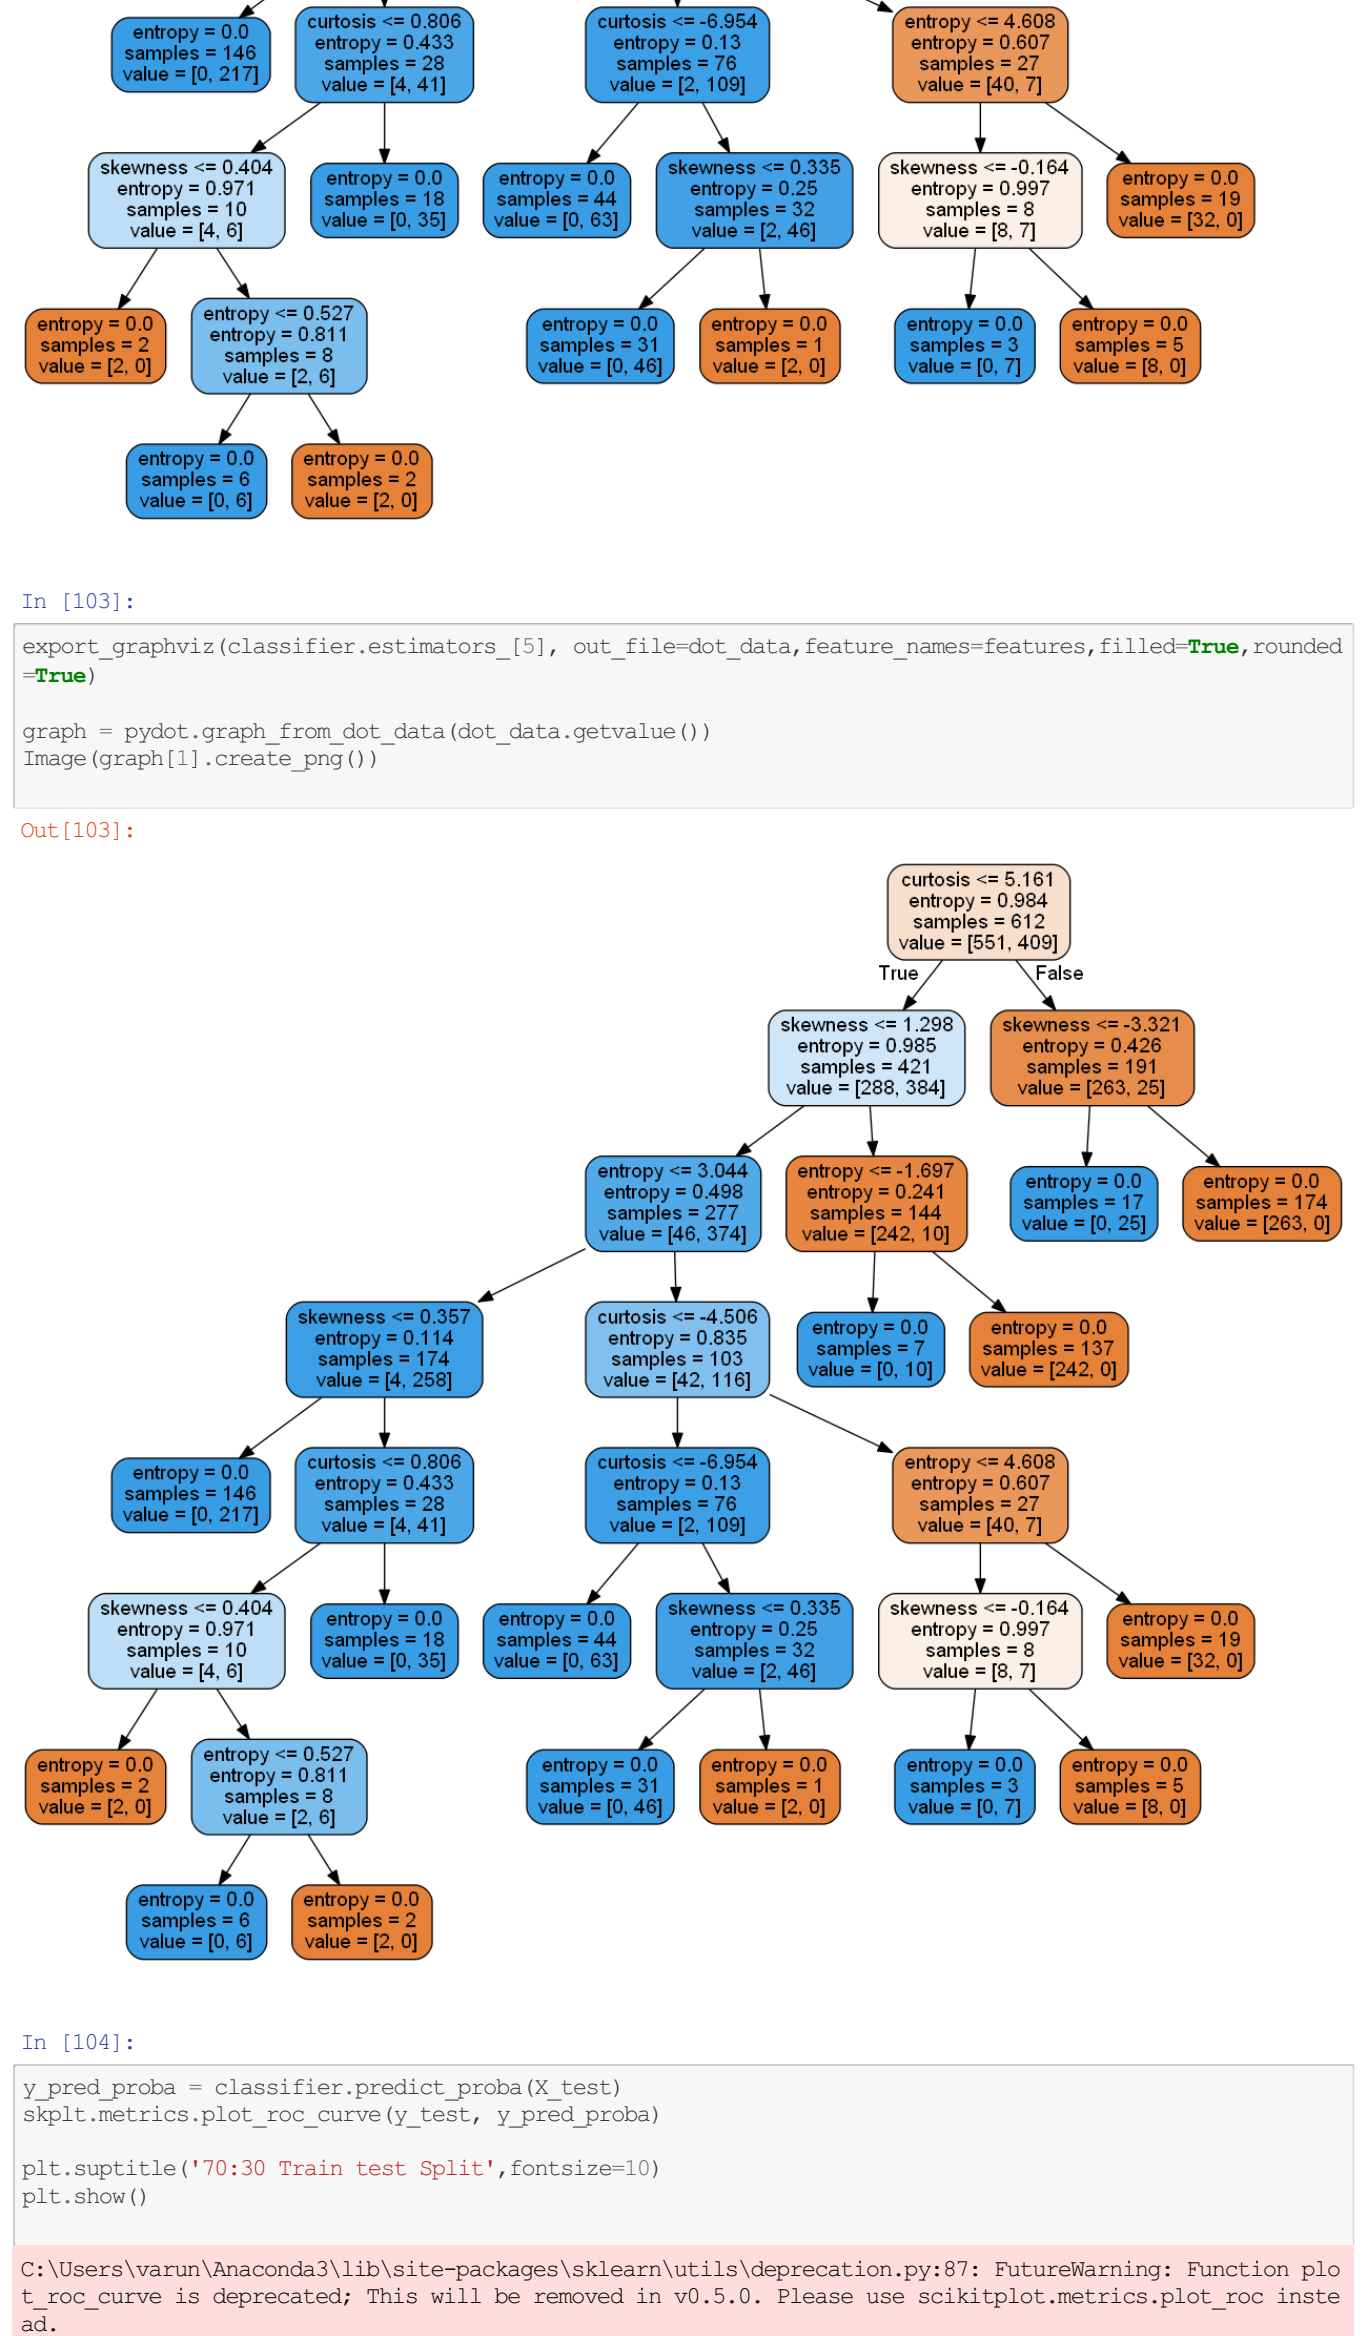 entropy = 0.0
samples = 146
value = [0, 217]
curtosis <= 0.806
entropy = 0.433
samples = 28
value = [4, 41]
curtosis <= -6.954
entropy = 0.13
samples = 76
value = [2, 109]
entropy <= 4.608
entropy = 0.607
samples = 27
value = [40, 7]
skewness <= 0.404
entropy = 0.971
samples = 10
value = [4, 6]
entropy = 0.0
samples = 18
value = [0, 35]
entropy = 0.0
samples = 44
value = [0, 63]
skewness <= 0.335
entropy = 0.25
samples = 32
value = [2, 46]
skewness <= -0.164
entropy = 0.997
samples = 8
value = [8, 7]
entropy = 0.0
samples = 19
value = [32, 0]
entropy = 0.0
samples = 2
value = [2, 0]
entropy <= 0.527
entropy = 0.811
samples = 8
value = [2, 6]
entropy = 0.0
samples = 31
value = [0, 46]
entropy = 0.0
samples = 1
value = [2, 0]
entropy = 0.0
samples = 3
value = [0, 7]
entropy = 0.0
samples = 5
value = [8, 0]
entropy = 0.0
samples = 6
value = [0, 6]
entropy = 0.0
samples = 2
value = [2, 0]
In [103]:
export_graphviz(classifier.estimators_[5], out_file=dot_data,feature_names=features,filled=True,rounded
=True)
graph = pydot.graph_from_dot_data(dot_data.getvalue())
Image(graph[1].create_png())
Out[103]:
curtosis <= 5.161
entropy = 0.984
samples = 612
value = [551, 409]
True
False
skewness <= 1.298
entropy = 0.985
samples = 421
value = [288, 384]
skewness <= -3.321
entropy = 0.426
samples = 191
value = [263, 25]
entropy <= 3.044
entropy = 0.498
samples = 277
value = [46, 374]
entropy <= -1.697
entropy = 0.241
samples = 144
value = [242, 10]
entropy = 0.0
samples = 17
value = [0, 25]
entropy = 0.0
samples = 174
value = [263, 0]
skewness <= 0.357
entropy = 0.114
samples = 174
value = [4, 258]
curtosis <= -4.506
entropy = 0.835
samples = 103
value = [42, 116]
entropy = 0.0
samples = 7
value = [0, 10]
entropy = 0.0
samples = 137
value = [242, 0]
entropy = 0.0
samples = 146
value = [0, 217]
curtosis <= 0.806
entropy = 0.433
samples = 28
value = [4, 41]
curtosis <= -6.954
entropy = 0.13
samples = 76
value = [2, 109]
entropy <= 4.608
entropy = 0.607
samples = 27
value = [40, 7]
skewness <= 0.404
entropy = 0.971
samples = 10
value = [4, 6]
entropy = 0.0
samples = 18
value = [0, 35]
entropy = 0.0
samples = 44
value = [0, 63]
skewness <= 0.335
entropy = 0.25
samples = 32
value = [2, 46]
skewness <= -0.164
entropy = 0.997
samples = 8
value = [8, 7]
entropy = 0.0
samples = 19
value = [32, 0]
entropy = 0.0
samples = 2
value = [2, 0]
entropy <= 0.527
entropy = 0.811
samples = 8
value = [2, 6]
entropy = 0.0
samples = 31
value = [0, 46]
entropy = 0.0
samples = 1
value = [2, 0]
entropy = 0.0
samples = 3
value = [0, 7]
entropy = 0.0
samples = 5
value = [8, 0]
entropy = 0.0
samples = 6
value = [0, 6]
entropy = 0.0
samples = 2
value = [2, 0]
In [104]:
y_pred_proba = classifier.predict_proba(X_test)
skplt.metrics.plot_roc_curve(y_test, y_pred_proba)
plt.suptitle('70:30 Train test Split',fontsize=10)
plt.show()
C:\Users\varun\Anaconda3\lib\site-packages\sklearn\utils\deprecation.py:87: FutureWarning: Function plo
t_roc_curve is deprecated; This will be removed in v0.5.0. Please use scikitplot.metrics.plot_roc inste
ad.